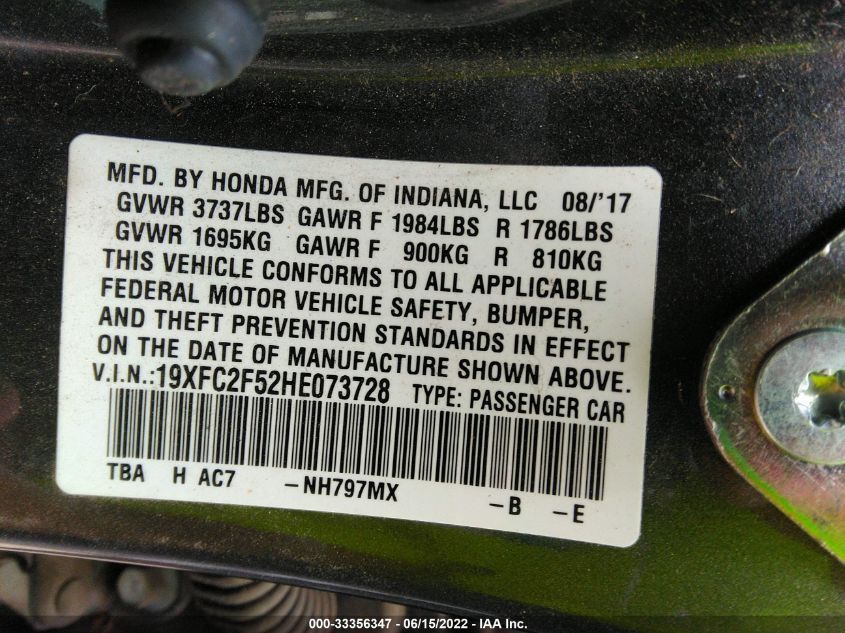 MFD. BY HONDA MFG. OF INDIANA, LLC 08/'17
GVWR 3737LBS GAWR F 1984LBS R 1786LBS
GVWR 1695KG GAWR F 900KG R 810KG
THIS VEHICLE CONFORMS TO ALL APPLICABLE
FEDERAL MOTOR VEHICLE SAFETY, BUMPER,
AND THEFT PREVENTION STANDARDS IN EFFECT
ON THE DATE OF MANUFACTURE SHOWN ABOVE.
V.I.N.:19XFC2F52HE073728 TYPE: PASSENGER CAR
TBA H AC7 –NH797MX –B –E
000-33356347 - 06/15/2022 - IAA Inc.